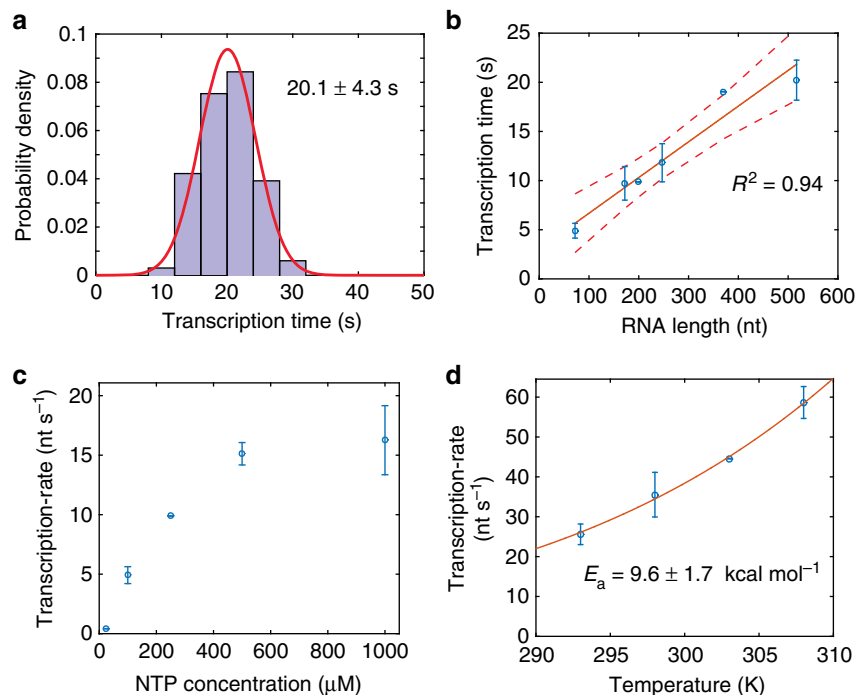 a
0.1
0.08
0.06
0.04
0.02
0
Probability density
20.1 ± 4.3 s
0 10 20 30 40 50
Transcription time (s)
b
25
20
15
10
5
0
Transcription time (s)
R² = 0.94
0 100 200 300 400 500 600
RNA length (nt)
c
20
15
10
5
0
Transcription-rate (nt s⁻¹)
0 200 400 600 800 1000
NTP concentration (μM)
d
60
50
40
30
20
10
0
Transcription-rate
(nt s⁻¹)
Eₐ = 9.6 ± 1.7 kcal mol⁻¹
290 295 300 305 310
Temperature (K)